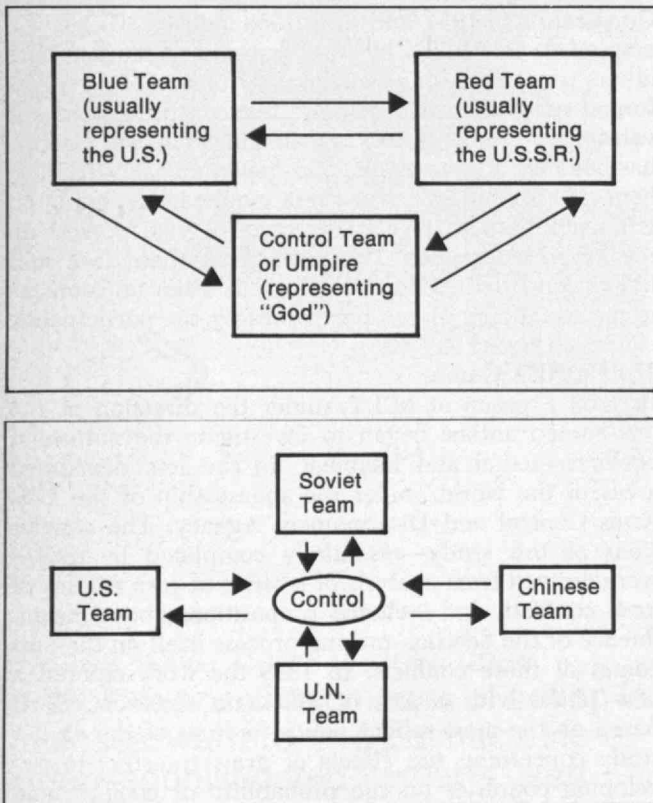 Blue Team
(usually
representing
the U.S.)
Red Team
(usually
representing
the U.S.S.R.)
Control Team
or Umpire
(representing
“God”)
Soviet
Team
U.S.
Team
Control
Chinese
Team
U.N.
Team